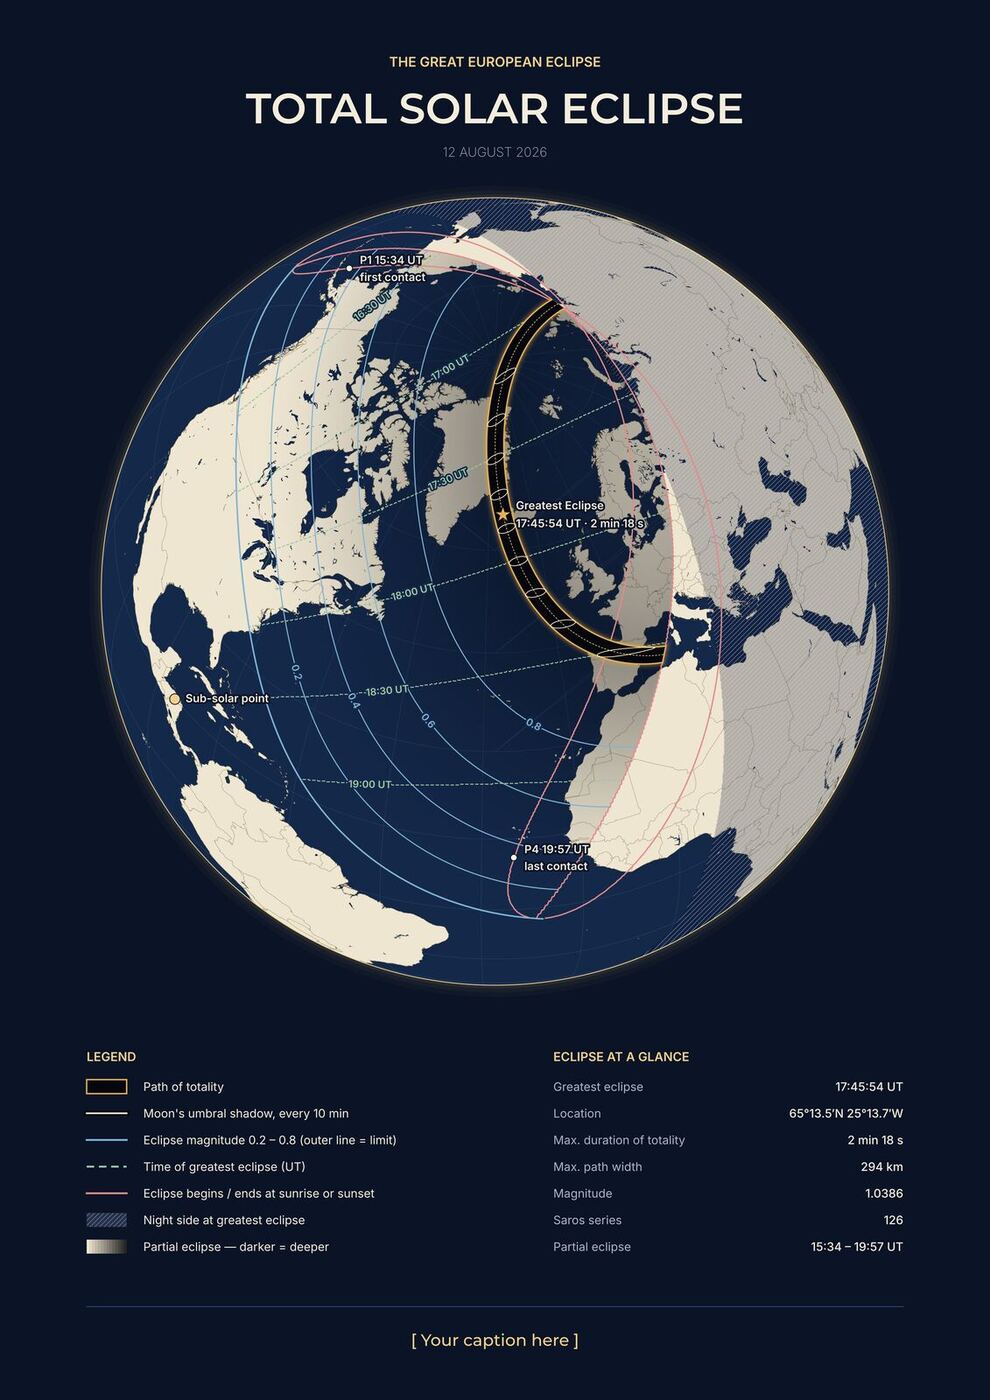 THE GREAT EUROPEAN ECLIPSE
TOTAL SOLAR ECLIPSE
12 AUGUST 2026
P1 15:34 UT
first contact
16:30 UT
17:00 UT
17:30 UT
Greatest Eclipse
17:45:54 UT · 2 min 18 s
18:00 UT
0.2
0.4
0.6
0.8
18:30 UT
Sub-solar point
19:00 UT
P4 19:57 UT
last contact
LEGEND
Path of totality
Moon's umbral shadow, every 10 min
Eclipse magnitude 0.2 – 0.8 (outer line = limit)
Time of greatest eclipse (UT)
Eclipse begins / ends at sunrise or sunset
Night side at greatest eclipse
Partial eclipse — darker = deeper
ECLIPSE AT A GLANCE
Greatest eclipse 17:45:54 UT
Location 65°13.5′N 25°13.7′W
Max. duration of totality 2 min 18 s
Max. path width 294 km
Magnitude 1.0386
Saros series 126
Partial eclipse 15:34 – 19:57 UT
[ Your caption here ]